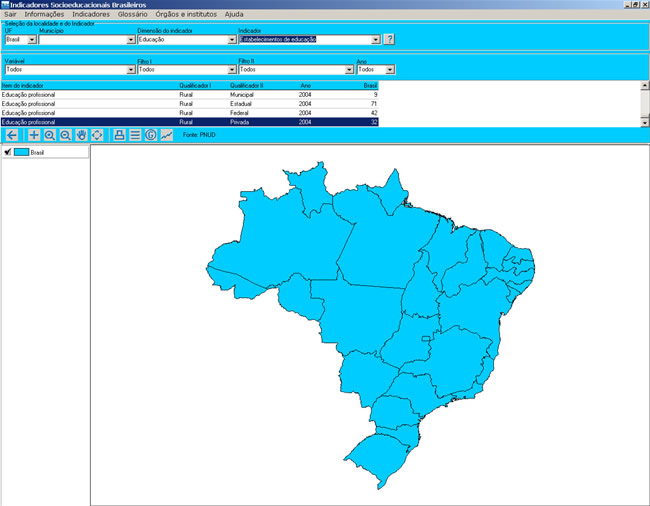 Indicadores Socioeducacionais Brasileiros
Sair Informações Indicadores Glossário Órgãos e institutos Ajuda
Seleção da localidade e do Indicador
UF Município Dimensão do indicador Indicador
Brasil Educação Estabelecimentos de educação ?
Variável Filtro I Filtro II Ano
Todos Todos Todos Todos
Item do indicador Qualificador I Qualificador II Ano Brasil
Educação profissional Rural Municipal 2004 9
Educação profissional Rural Estadual 2004 71
Educação profissional Rural Federal 2004 42
Educação profissional Rural Privada 2004 32
Fonte: PNUD
Brasil